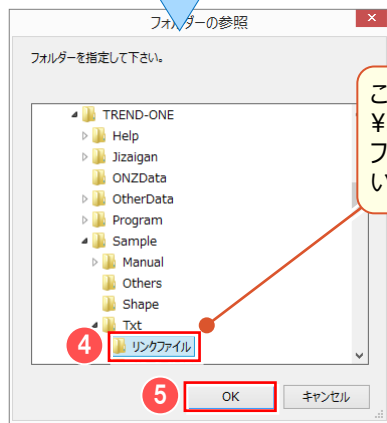 フォルダーの参照
×
フォルダーを指定して下さい。
TREND-ONE
Help
Jizaigan
ONZData
OtherData
Program
Sample
Manual
Others
Shape
Txt
4
リンクファイル
5
OK
キャンセル
こ
¥
フ
い